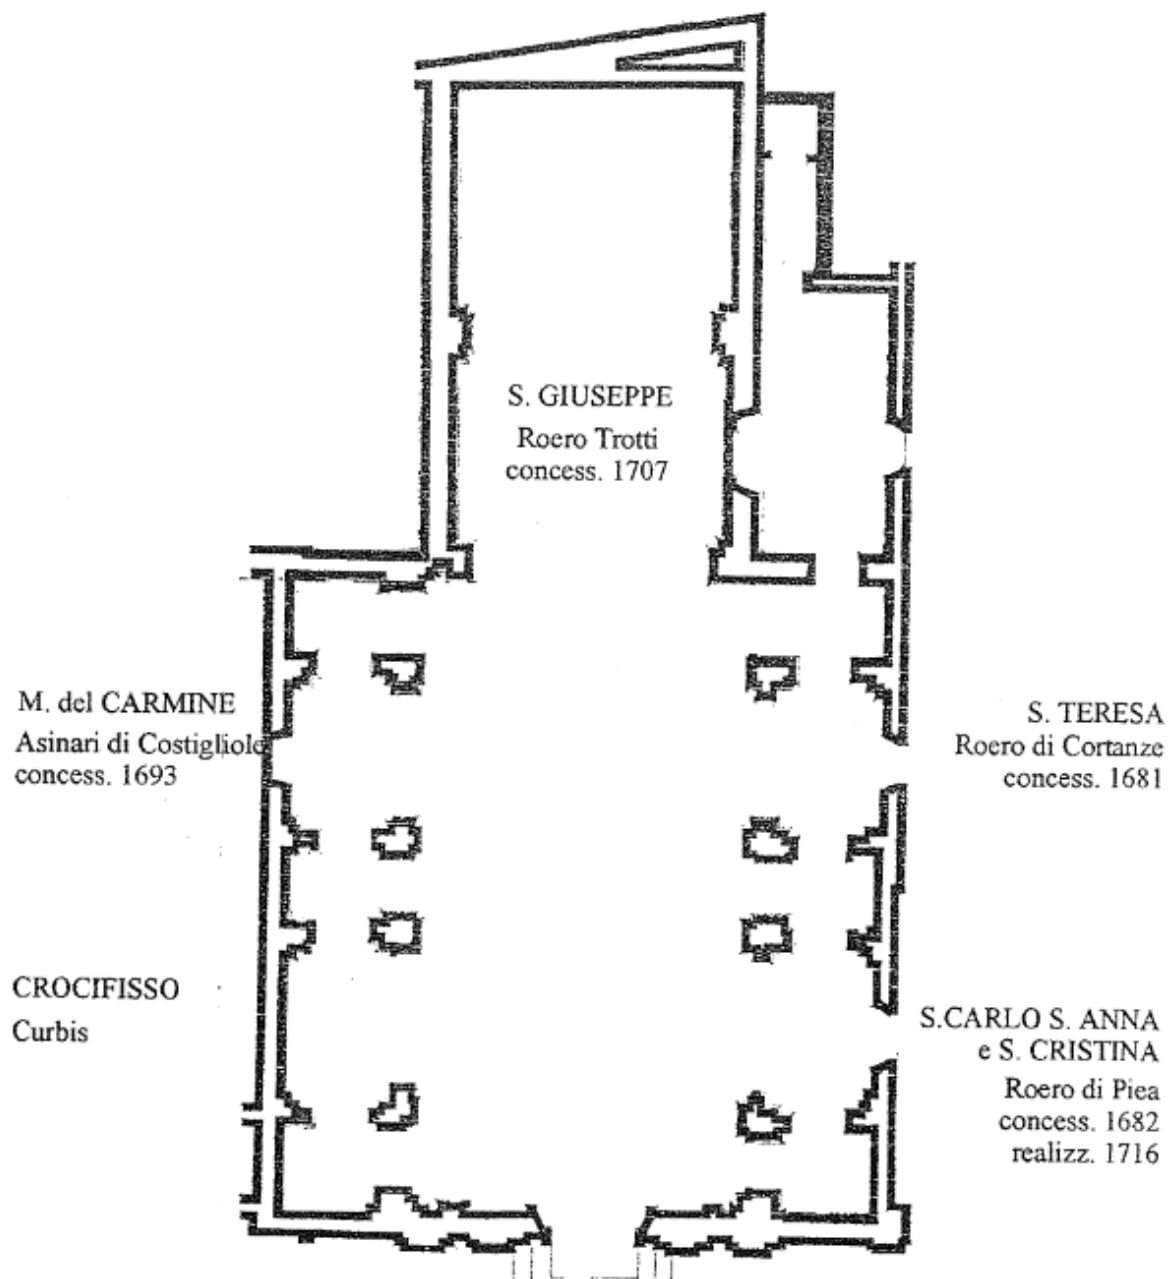 S. GIUSEPPE
Roero Trotti
concess. 1707
M. del CARMINE
Asinari di Costigliole
concess. 1693
S. TERESA
Roero di Cortanze
concess. 1681
CROCIFISSO
Curbis
S.CARLO S. ANNA
e S. CRISTINA
Roero di Piea
concess. 1682
realizz. 1716